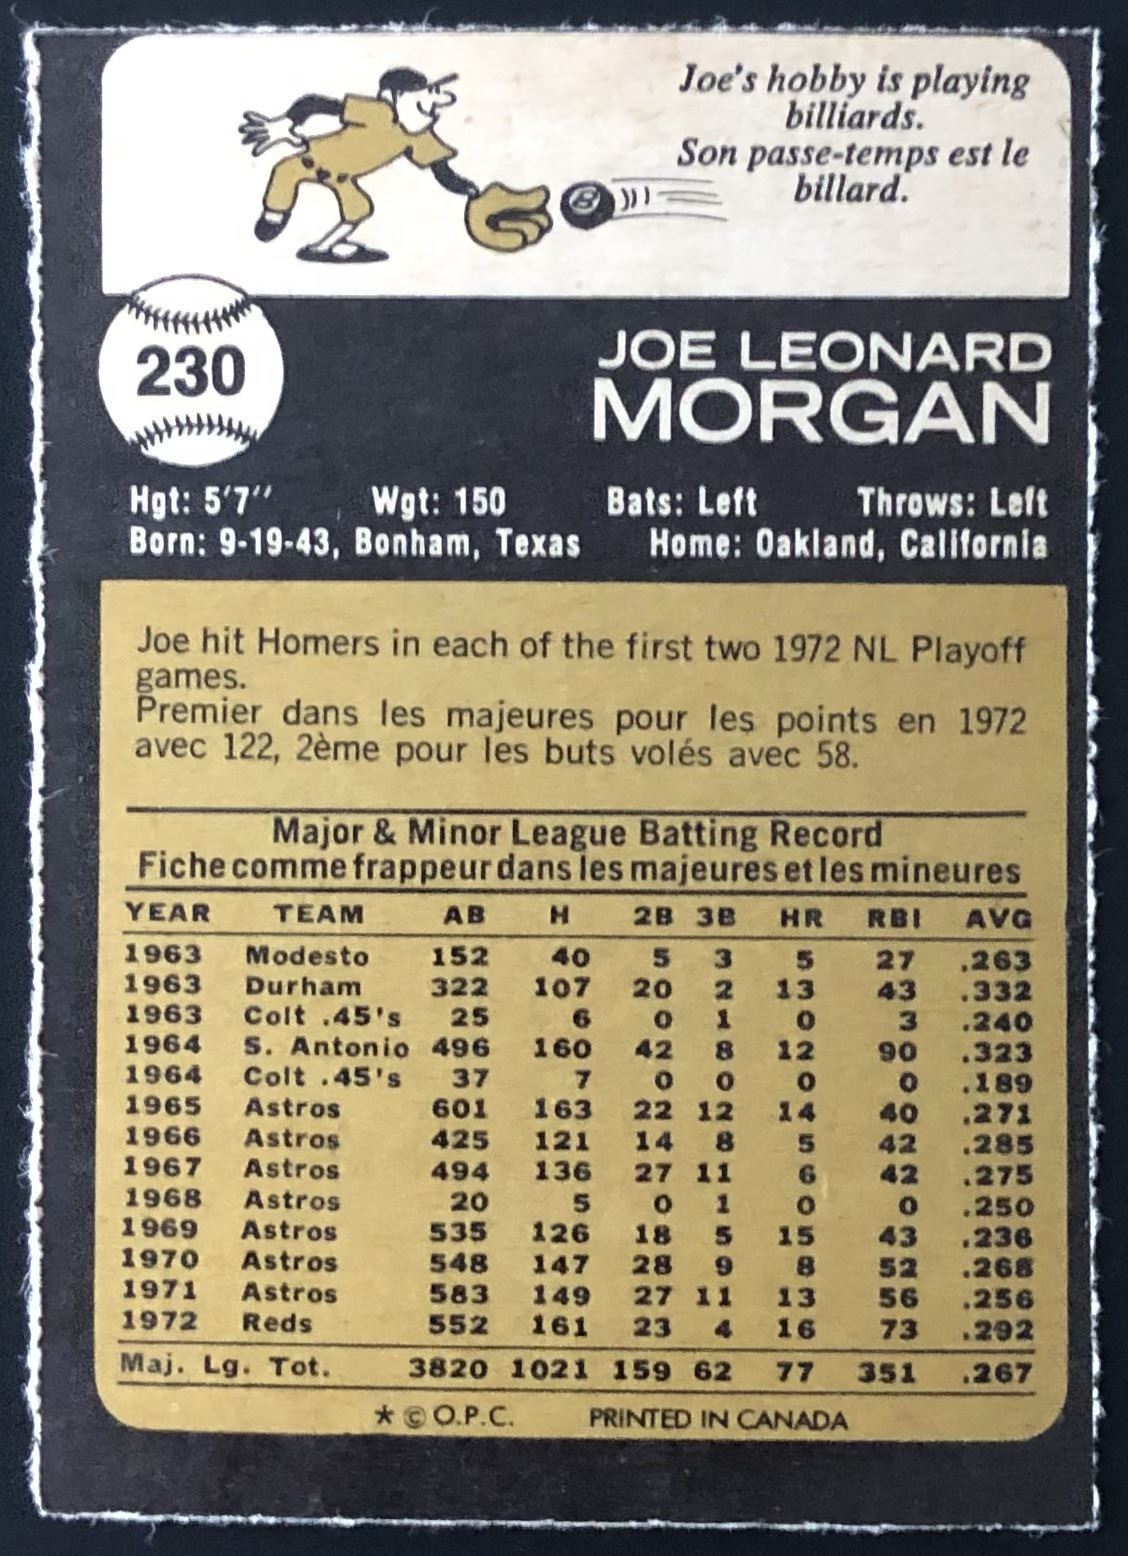 Joe's hobby is playing
billiards.
Son passe-temps est le
billard.
8
230
JOE LEONARD
MORGAN
Hgt: 5'7" Wgt: 150 Bats: Left Throws: Left
Born: 9-19-43, Bonham, Texas Home: Oakland, California
Joe hit Homers in each of the first two 1972 NL Playoff
games.
Premier dans les majeures pour les points en 1972
avec 122, 2ème pour les buts volés avec 58.
Major & Minor League Batting Record
Fiche comme frappeur dans les majeures et les mineures
YEAR TEAM AB H 2B 3B HR RBI AVG
1963 Modesto 152 40 5 3 5 27 .263
1963 Durham 322 107 20 2 13 43 .332
1963 Colt .45's 25 6 0 1 0 3 .240
1964 S. Antonio 496 160 42 8 12 90 .323
1964 Colt .45's 37 7 0 0 0 0 .189
1965 Astros 601 163 22 12 14 40 .271
1966 Astros 425 121 14 8 5 42 .285
1967 Astros 494 136 27 11 6 42 .275
1968 Astros 20 5 0 1 0 0 .250
1969 Astros 535 126 18 5 15 43 .236
1970 Astros 548 147 28 9 8 52 .268
1971 Astros 583 149 27 11 13 56 .256
1972 Reds 552 161 23 4 16 73 .292
Maj. Lg. Tot. 3820 1021 159 62 77 351 .267
* © O.P.C. PRINTED IN CANADA